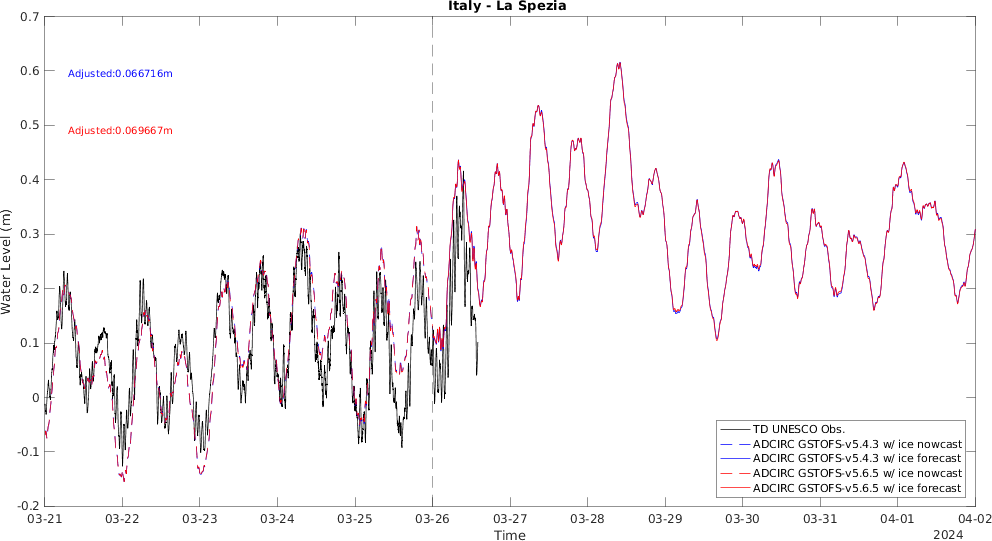 Italy - La Spezia
0.7
0.6
0.5
0.4
0.3
0.2
0.1
0
-0.1
-0.2
Water Level (m)
Adjusted:0.066716m
Adjusted:0.069667m
TD UNESCO Obs.
ADCIRC GSTOFS-v5.4.3 w/ ice nowcast
ADCIRC GSTOFS-v5.4.3 w/ ice forecast
ADCIRC GSTOFS-v5.6.5 w/ ice nowcast
ADCIRC GSTOFS-v5.6.5 w/ ice forecast
03-21 03-22 03-23 03-24 03-25 03-26 03-27 03-28 03-29 03-30 03-31 04-01 04-02
Time
2024